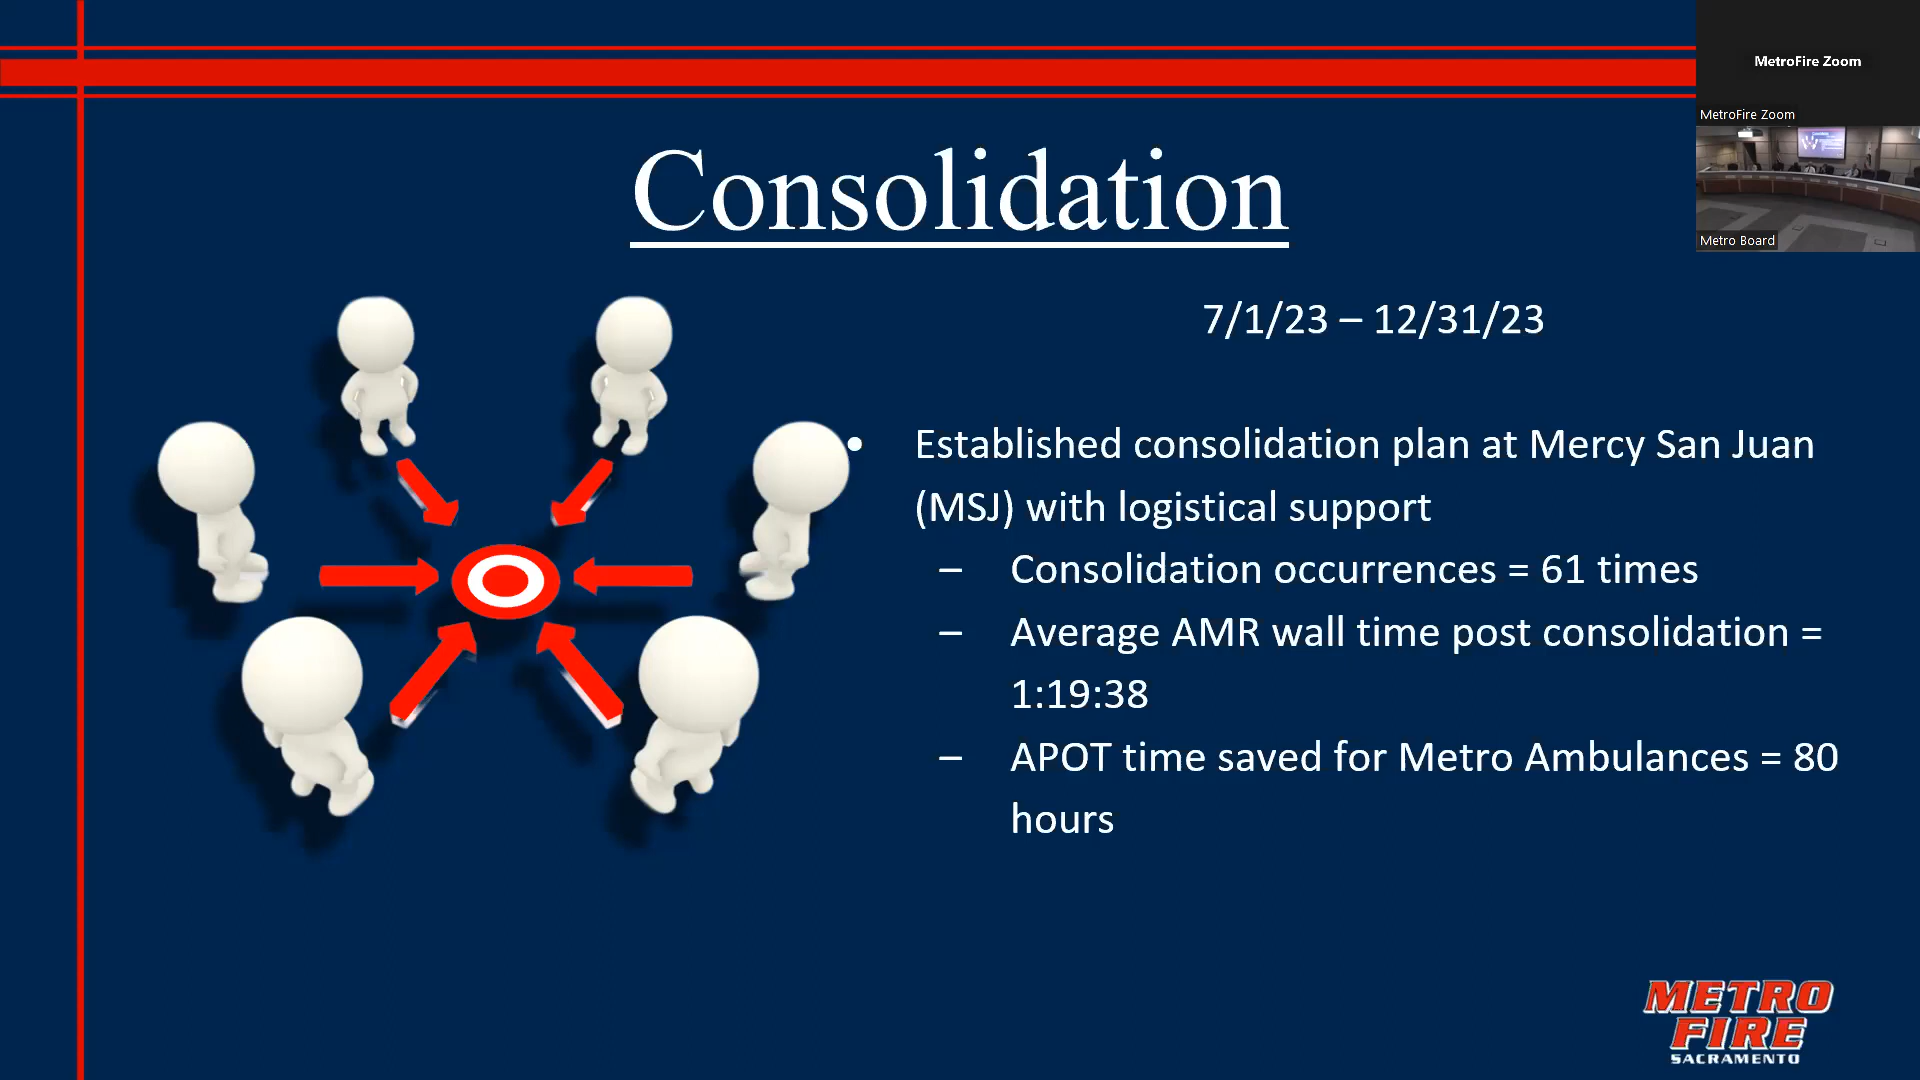 MetroFire Zoom
MetroFire Zoom
Metro Board
Consolidation
7/1/23 – 12/31/23
• Established consolidation plan at Mercy San Juan
(MSJ) with logistical support
– Consolidation occurrences = 61 times
– Average AMR wall time post consolidation =
1:19:38
– APOT time saved for Metro Ambulances = 80
hours
METRO
FIRE
SACRAMENTO